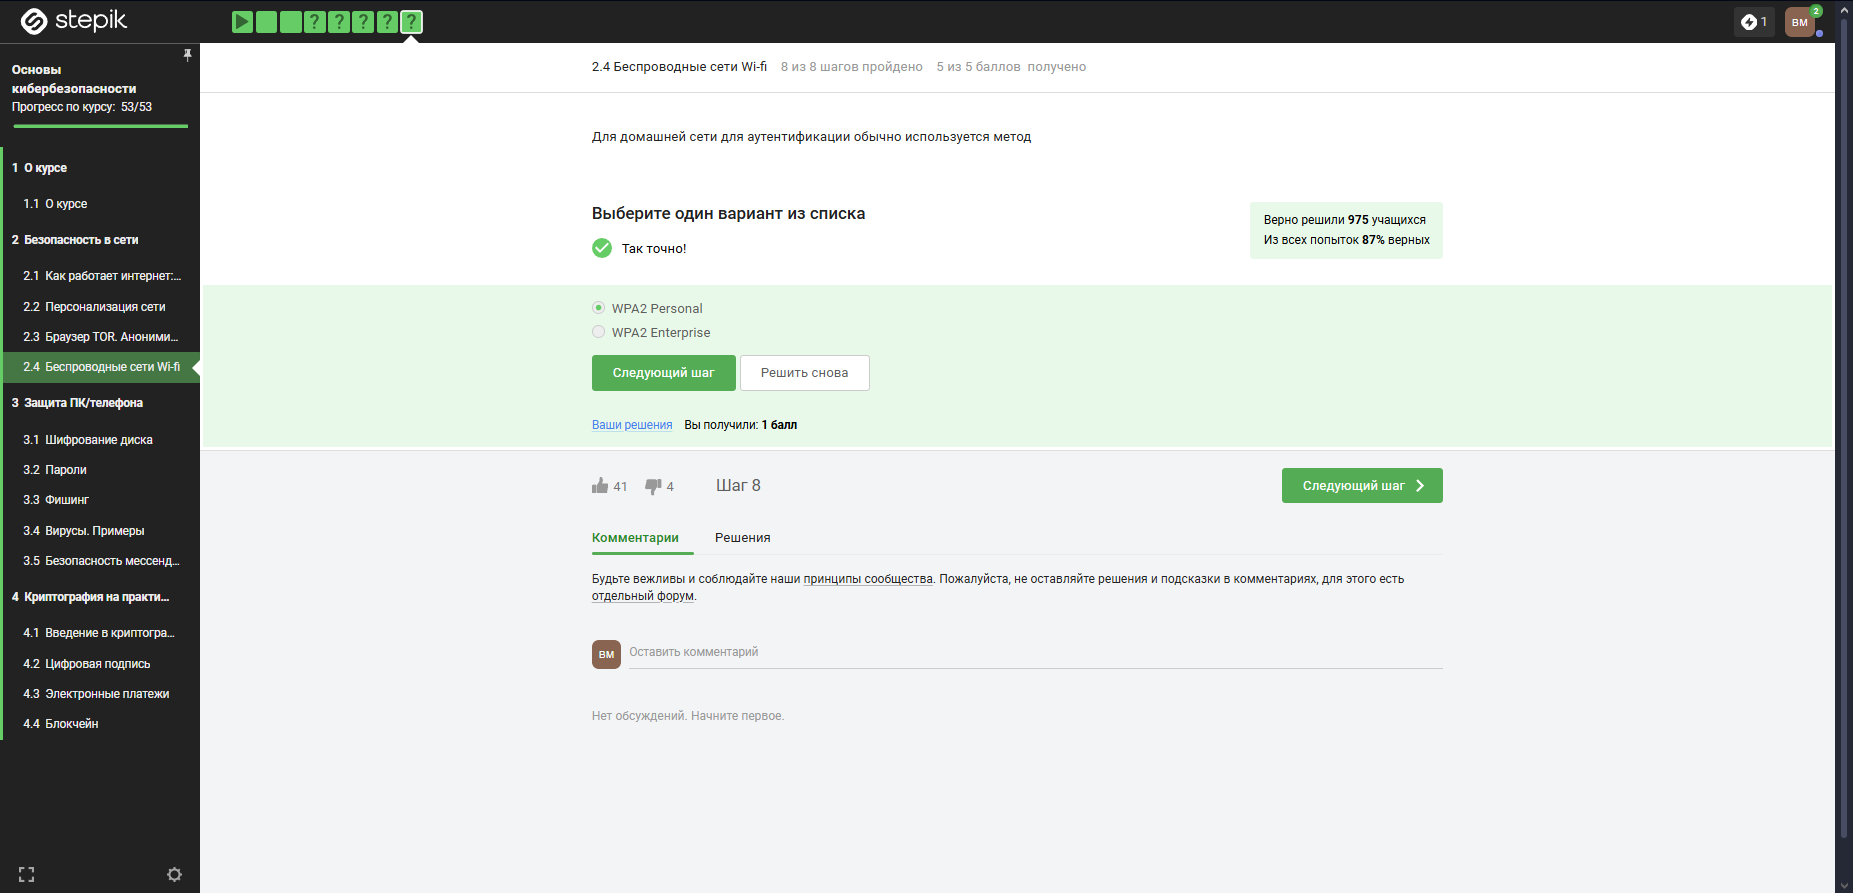 stepik
? ? ? ? ?
1
ВМ
2
Основы
кибербезопасности
Прогресс по курсу: 53/53
1 О курсе
1.1 О курсе
2 Безопасность в сети
2.1 Как работает интернет:...
2.2 Персонализация сети
2.3 Браузер TOR. Аноними...
2.4 Беспроводные сети Wi-fi
3 Защита ПК/телефона
3.1 Шифрование диска
3.2 Пароли
3.3 Фишинг
3.4 Вирусы. Примеры
3.5 Безопасность мессенд...
4 Криптография на практи...
4.1 Введение в криптогра...
4.2 Цифровая подпись
4.3 Электронные платежи
4.4 Блокчейн
2.4 Беспроводные сети Wi-fi 8 из 8 шагов пройдено 5 из 5 баллов получено
Для домашней сети для аутентификации обычно используется метод
Выберите один вариант из списка
Так точно!
Верно решили 975 учащихся
Из всех попыток 87% верных
WPA2 Personal
WPA2 Enterprise
Следующий шаг Решить снова
Ваши решения Вы получили: 1 балл
41 4 Шаг 8 Следующий шаг
Комментарии Решения
Будьте вежливы и соблюдайте наши принципы сообщества. Пожалуйста, не оставляйте решения и подсказки в комментариях, для этого есть
отдельный форум.
ВМ Оставить комментарий
Нет обсуждений. Начните первое.